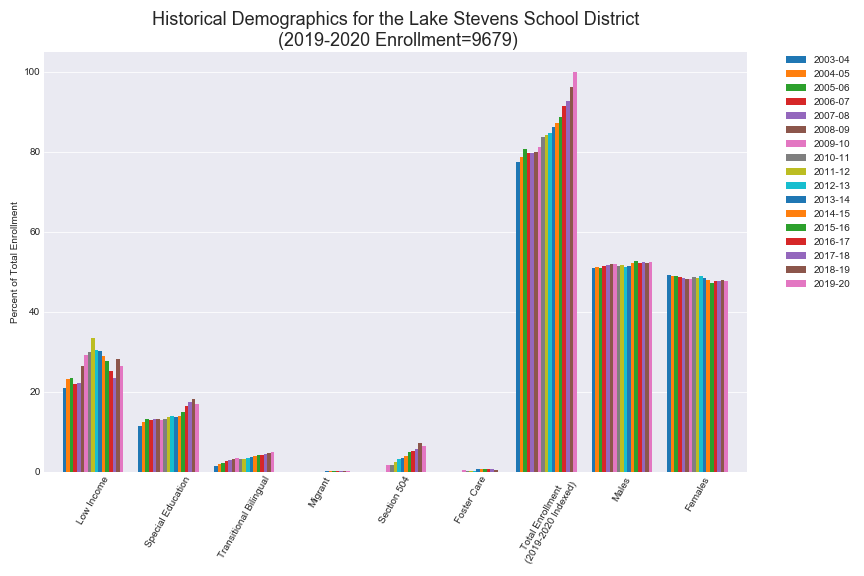 Historical Demographics for the Lake Stevens School District
(2019-2020 Enrollment=9679)
Percent of Total Enrollment
100
80
60
40
20
0
Low Income
Special Education
Transitional Bilingual
Migrant
Section 504
Foster Care
Total Enrollment
(2019-2020 Indexed)
Males
Females
2003-04
2004-05
2005-06
2006-07
2007-08
2008-09
2009-10
2010-11
2011-12
2012-13
2013-14
2014-15
2015-16
2016-17
2017-18
2018-19
2019-20